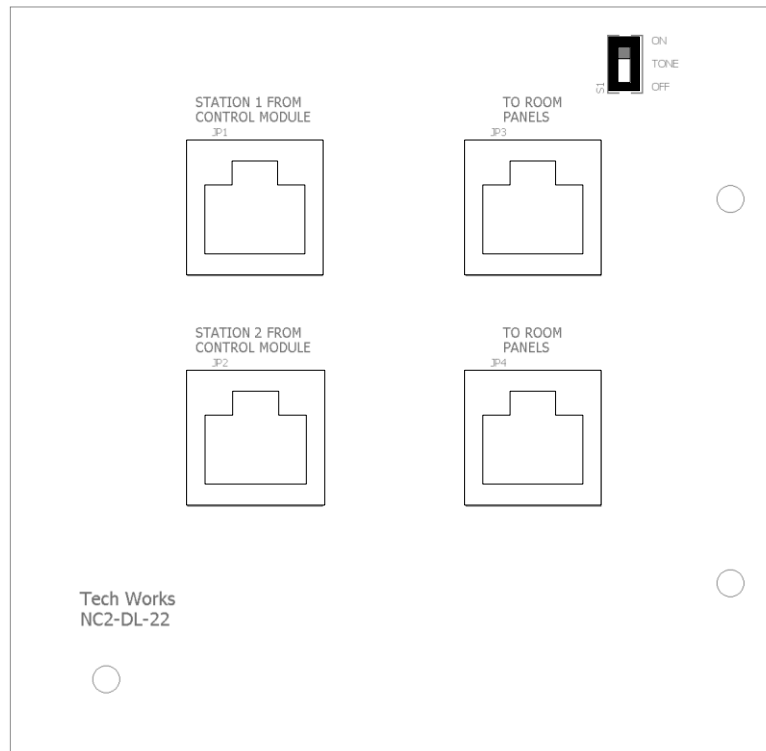 ON
TONE
OFF
S1
STATION 1 FROM
CONTROL MODULE
JP1
TO ROOM
PANELS
JP3
STATION 2 FROM
CONTROL MODULE
JP2
TO ROOM
PANELS
JP4
Tech Works
NC2-DL-22